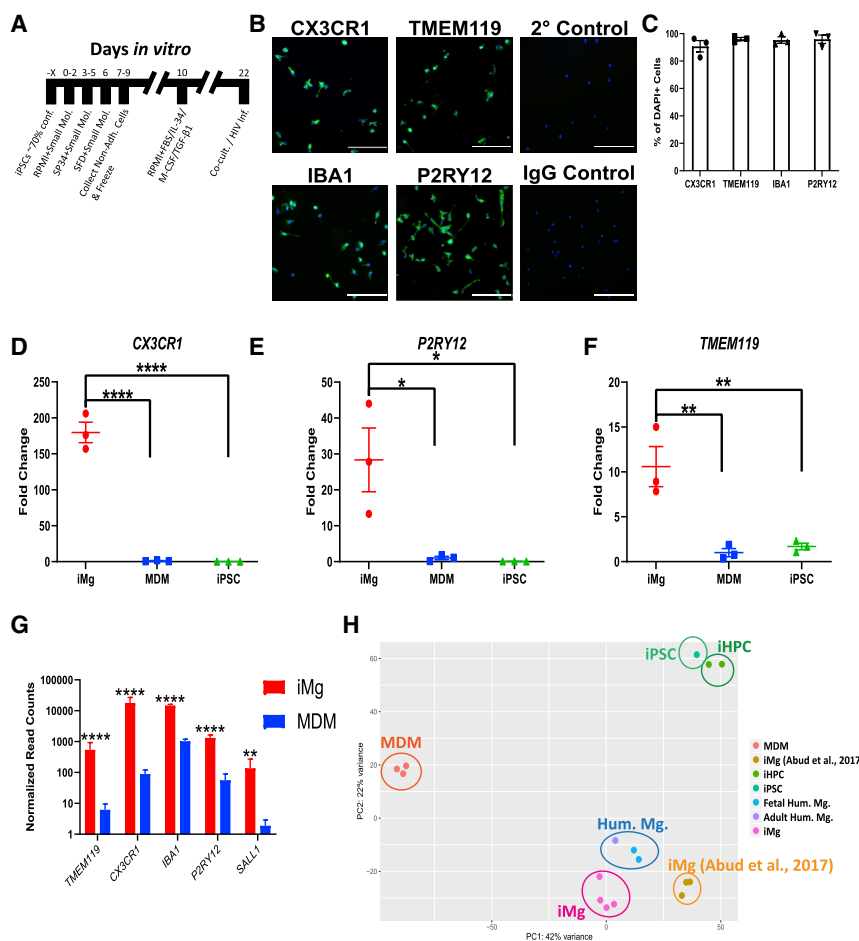 A
Days in vitro
-X 0-2 3-5 6 7-9 10 22
iPSCs ~70% conf.
RPMI+Small Mol.
SP34+Small Mol.
SFD+Small Mol.
Collect Non-Adh. Cells
& Freeze
RPMI+FBS/IL-34/
M-CSF/TGF-β1
Co-cult. / HIV Inf.
B
CX3CR1 TMEM119 2° Control
IBA1 P2RY12 IgG Control
C
% of DAPI+ Cells
100
80
60
40
20
0
CX3CR1 TMEM119 IBA1 P2RY12
D
CX3CR1
****
****
Fold Change
250
200
150
100
50
0
iMg MDM iPSC
E
P2RY12
*
*
Fold Change
50
40
30
20
10
0
iMg MDM iPSC
F
TMEM119
**
**
Fold Change
20
15
10
5
0
iMg MDM iPSC
G
Normalized Read Counts
100000
10000
1000
100
10
1
**** **** **** **** **
TMEM119 CX3CR1 IBA1 P2RY12 SALL1
iMg
MDM
H
PC2: 22% variance
60
40
20
0
−20
−50 0 50
PC1: 42% variance
iPSC
iHPC
MDM
Hum. Mg.
iMg
iMg (Abud et al., 2017)
MDM
iMg (Abud et al., 2017)
iHPC
iPSC
Fetal Hum. Mg.
Adult Hum. Mg.
iMg